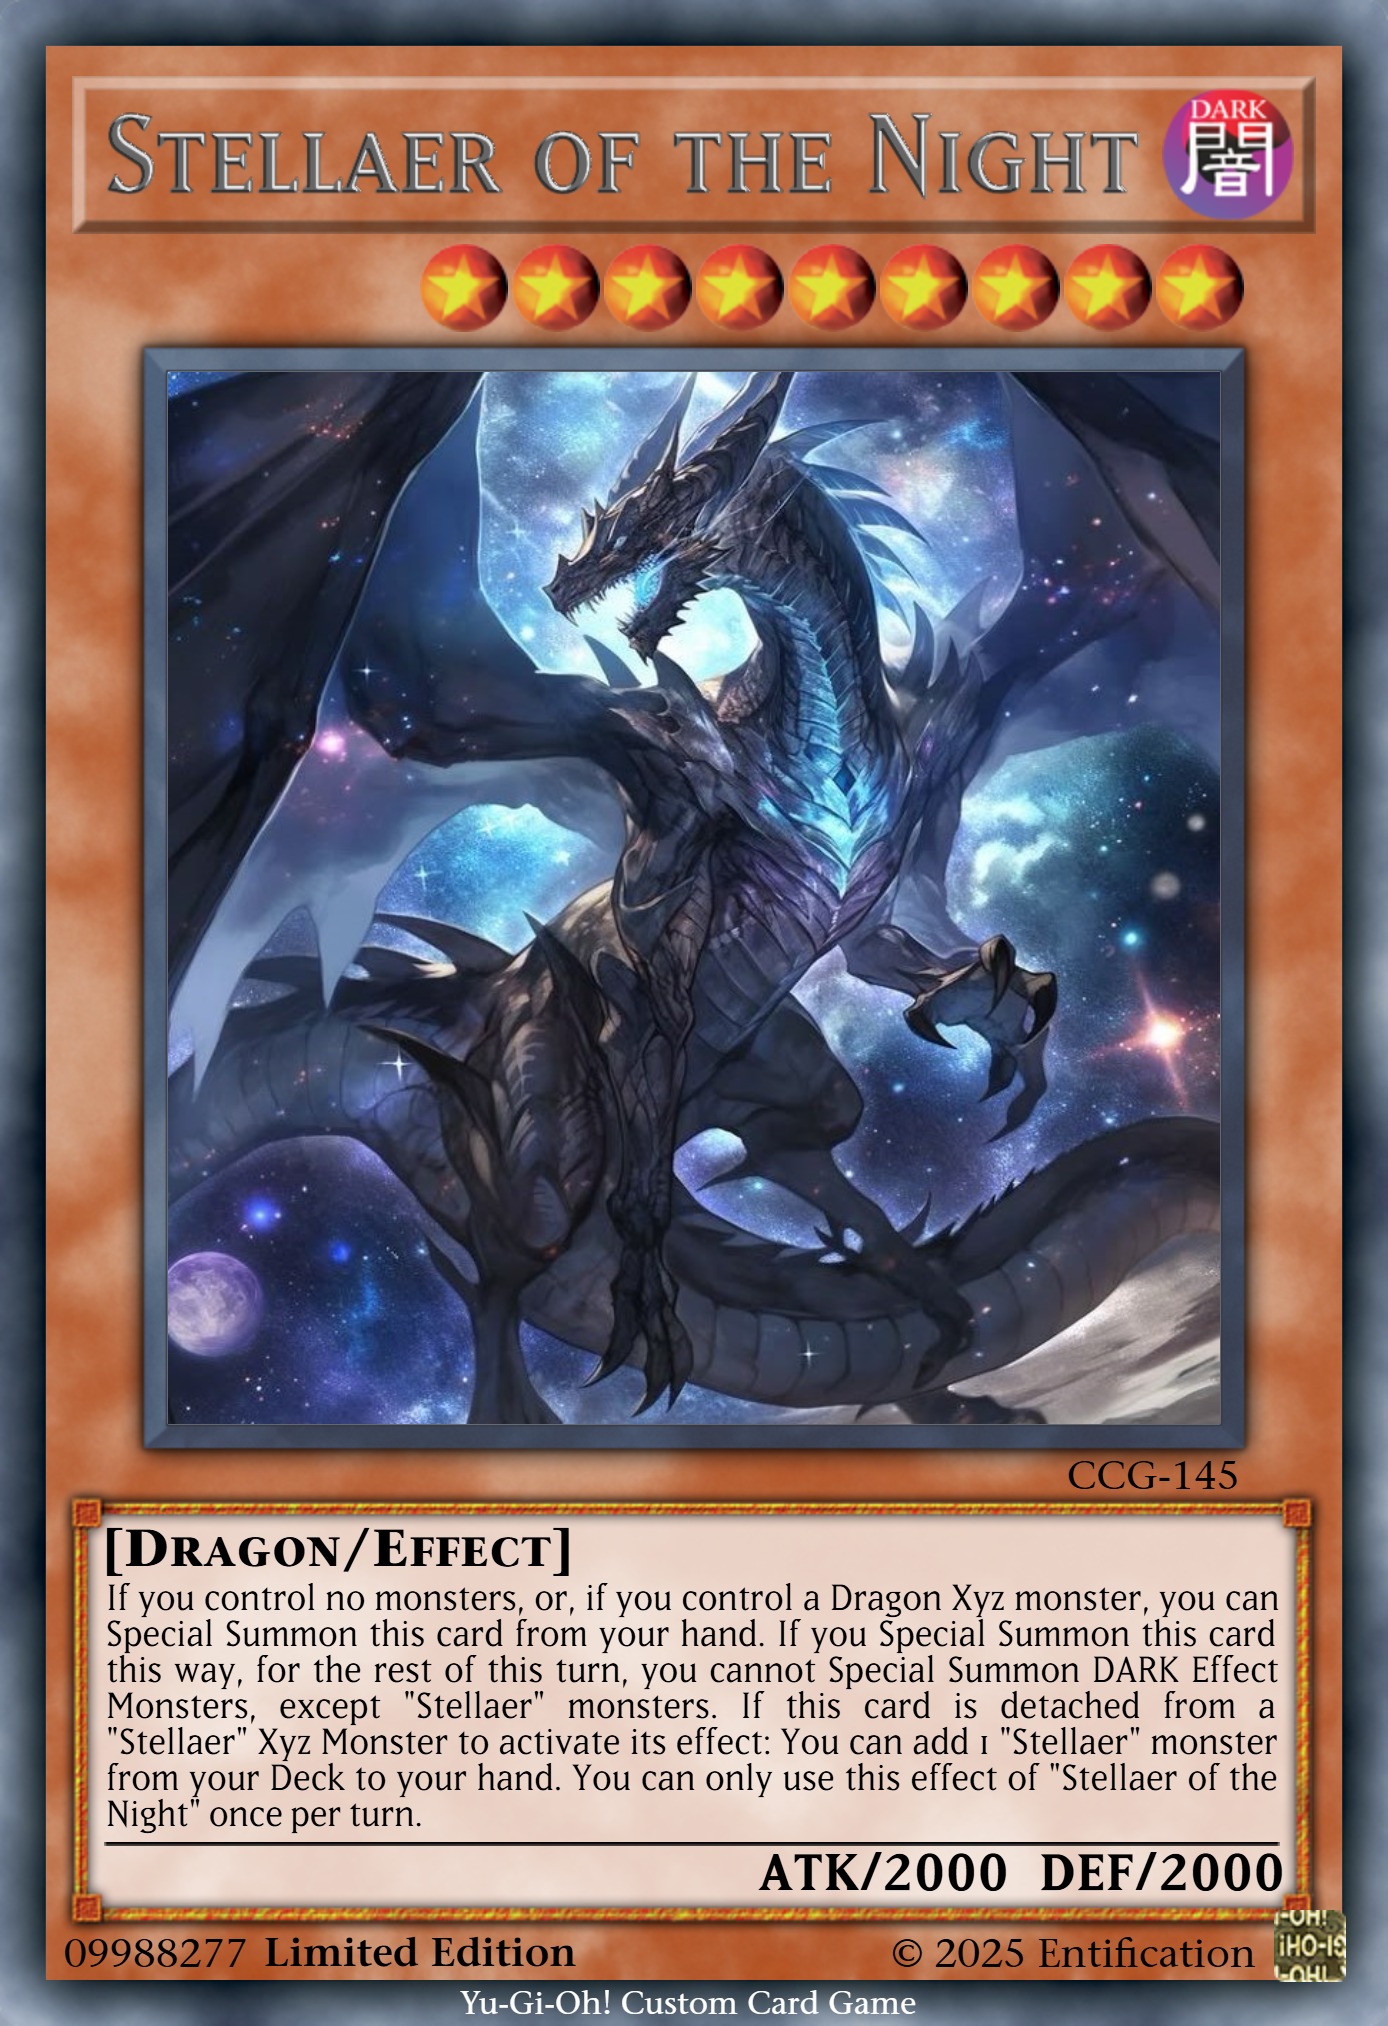 Stellaer of the Night
DARK
闇
CCG-145
[Dragon/Effect]
If you control no monsters, or, if you control a Dragon Xyz monster, you can
Special Summon this card from your hand. If you Special Summon this card
this way, for the rest of this turn, you cannot Special Summon DARK Effect
Monsters, except "Stellaer" monsters. If this card is detached from a
"Stellaer" Xyz Monster to activate its effect: You can add 1 "Stellaer" monster
from your Deck to your hand. You can only use this effect of "Stellaer of the
Night" once per turn.
ATK/2000 DEF/2000
09988277 Limited Edition
© 2025 Entification
Yu-Gi-Oh! Custom Card Game